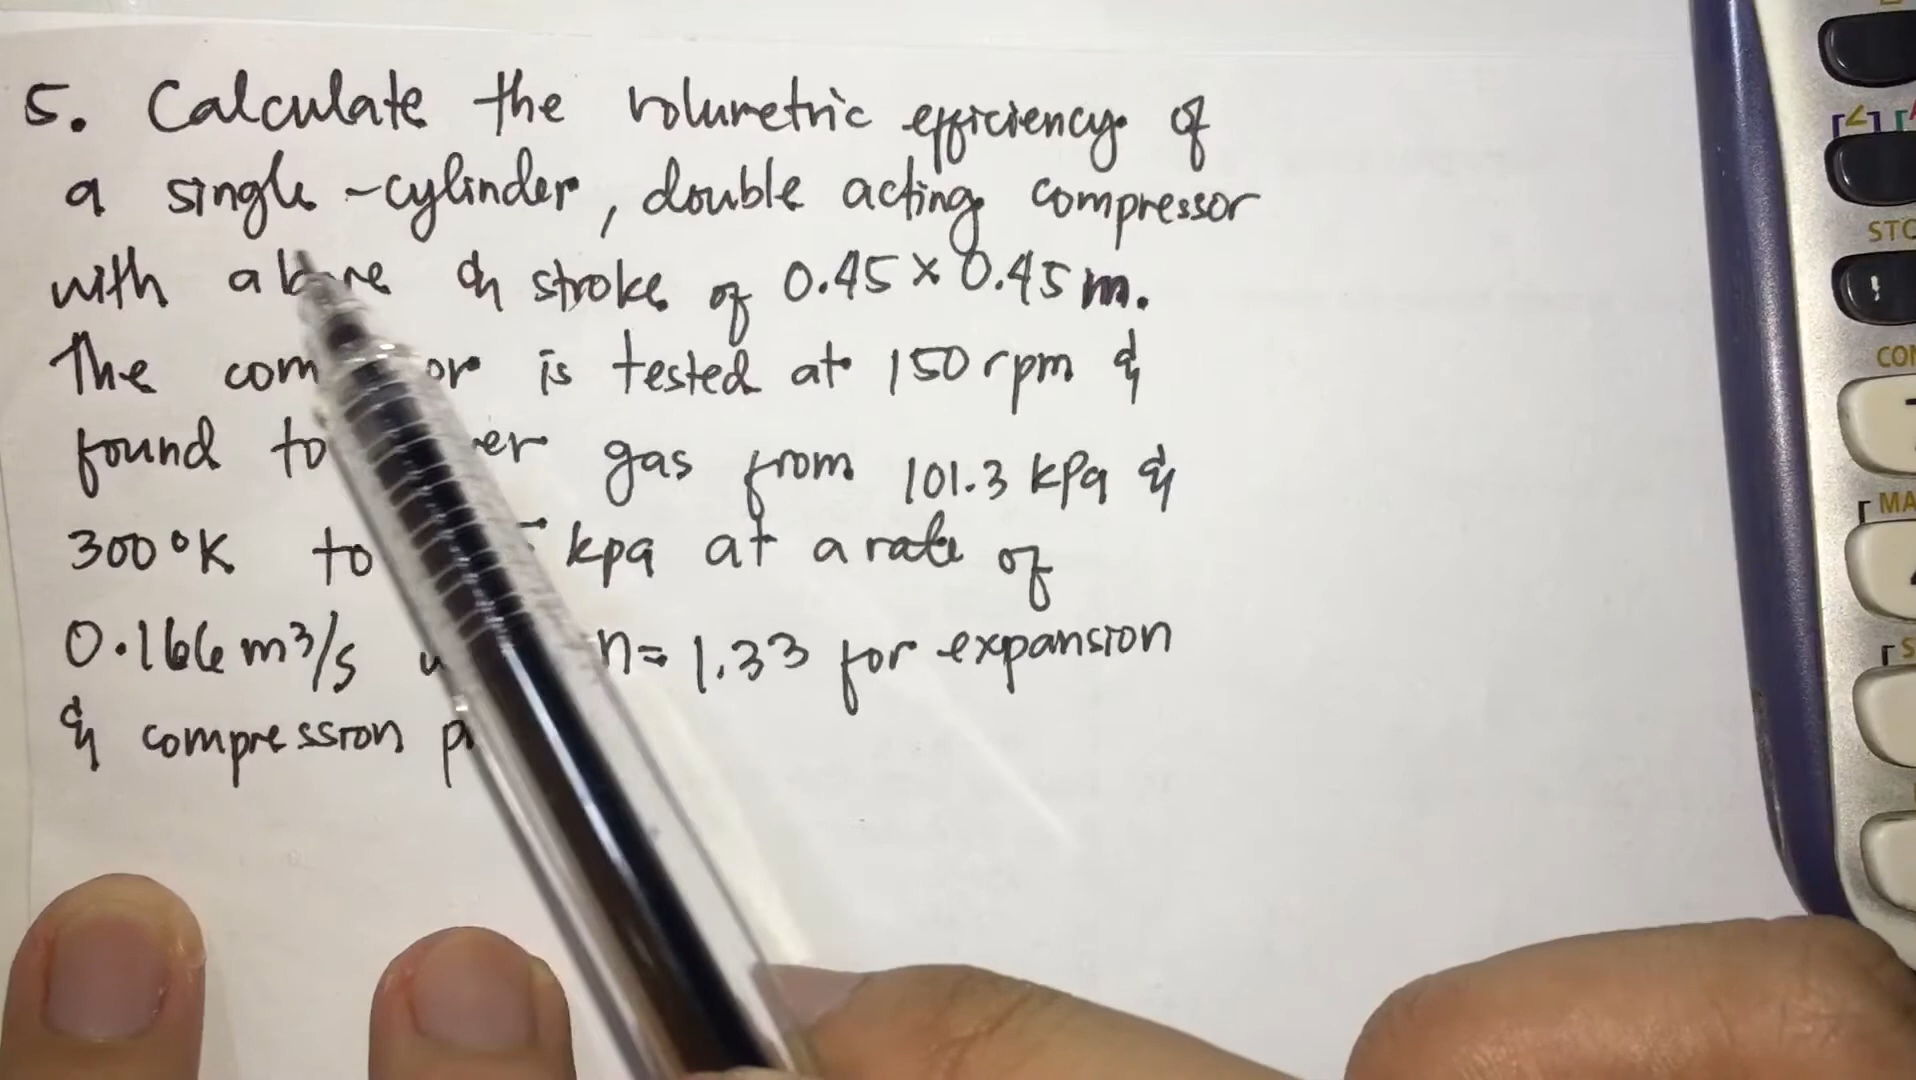 5. Calculate the volumetric efficiency of
a single-cylinder, double acting compressor
with a bore & stroke of 0.45 x 0.45 m.
The is tested at 150 rpm &
found to gas from 101.3 kPa &
300°K to kpa at a rate of
0.166 m³/s n = 1.33 for expansion
& compression
STO